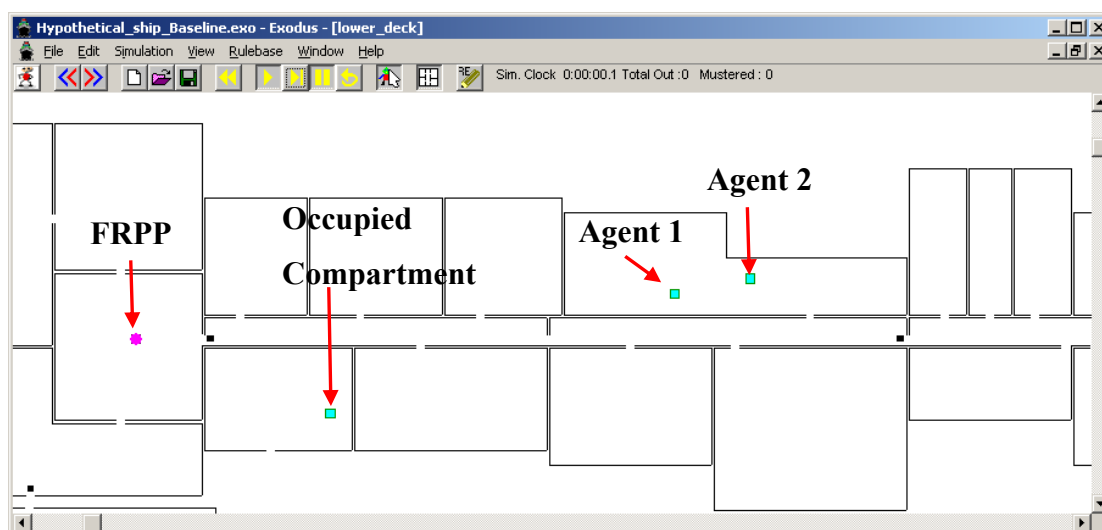 Hypothetical_ship_Baseline.exo - Exodus - [lower_deck]
File Edit Simulation View Rulebase Window Help
Sim. Clock 0:00:00.1 Total Out :0 Mustered : 0
Agent 2
Occupied
FRPP
Agent 1
Compartment